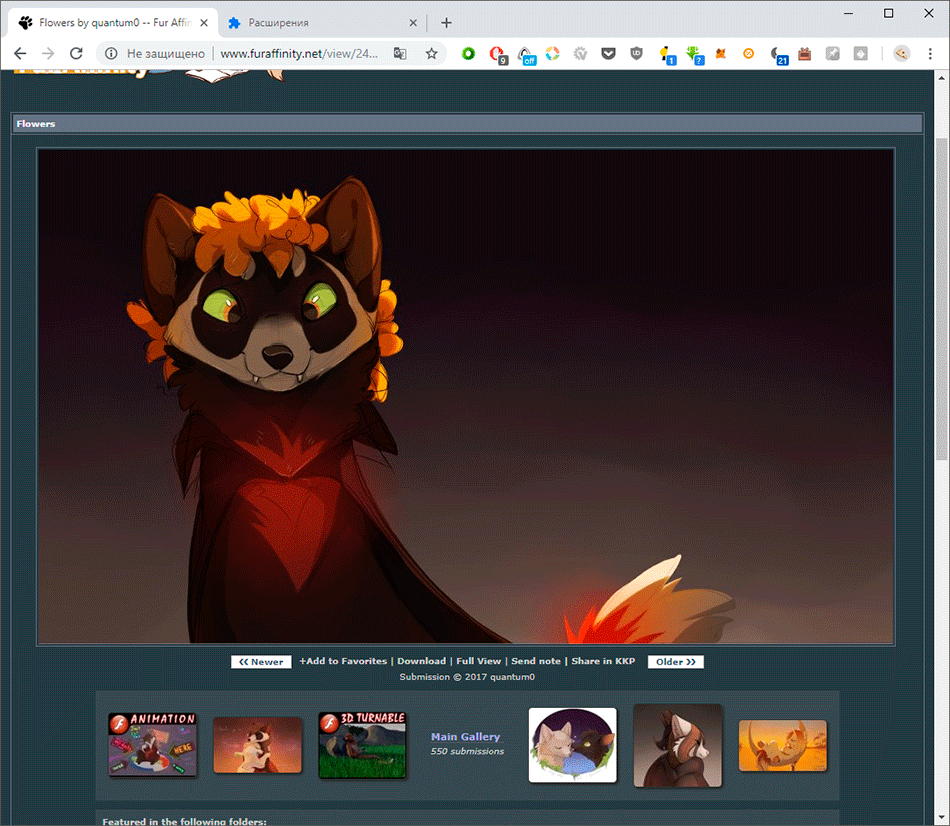 Flowers by quantum0 -- Fur Affin
Расширения
Не защищено
www.furaffinity.net/view/24...
9
off
1
?
21
Flowers
❮❮ Newer
+Add to Favorites | Download | Full View | Send note | Share in KKP
Older ❯❯
Submission © 2017 quantum0
ANIMATION
HERE
3D TURNABLE
Main Gallery
550 submissions
Featured in the following folders: